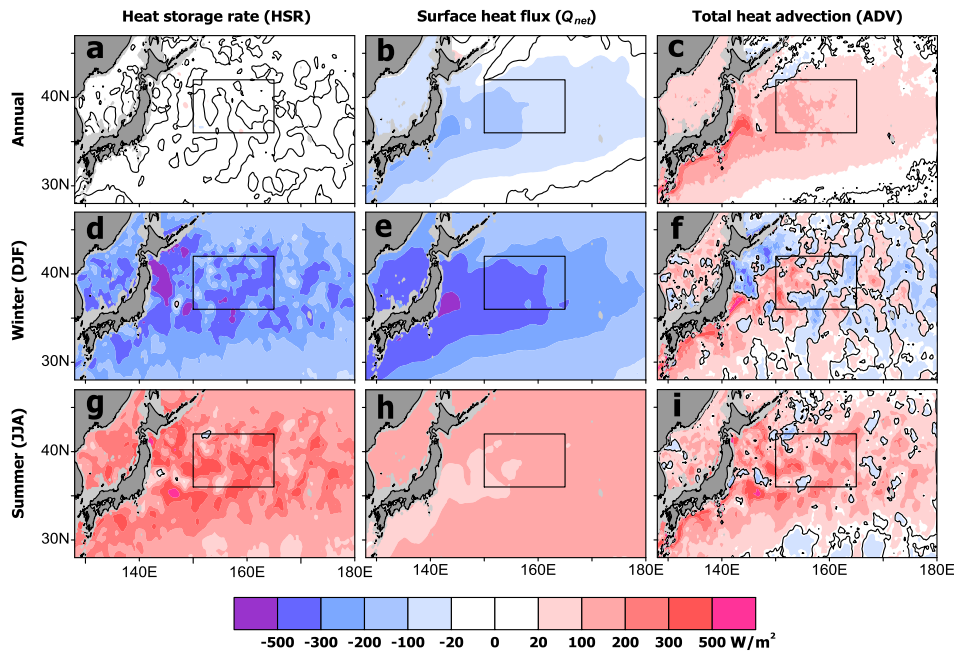 Heat storage rate (HSR) Surface heat flux (Qnet) Total heat advection (ADV)
Annual a b c
40N
30N
Winter (DJF) d e f
40N
30N
Summer (JJA) g h i
40N
30N
140E 160E 180E 140E 160E 180E 140E 160E 180E
-500 -300 -200 -100 -20 0 20 100 200 300 500 W/m²